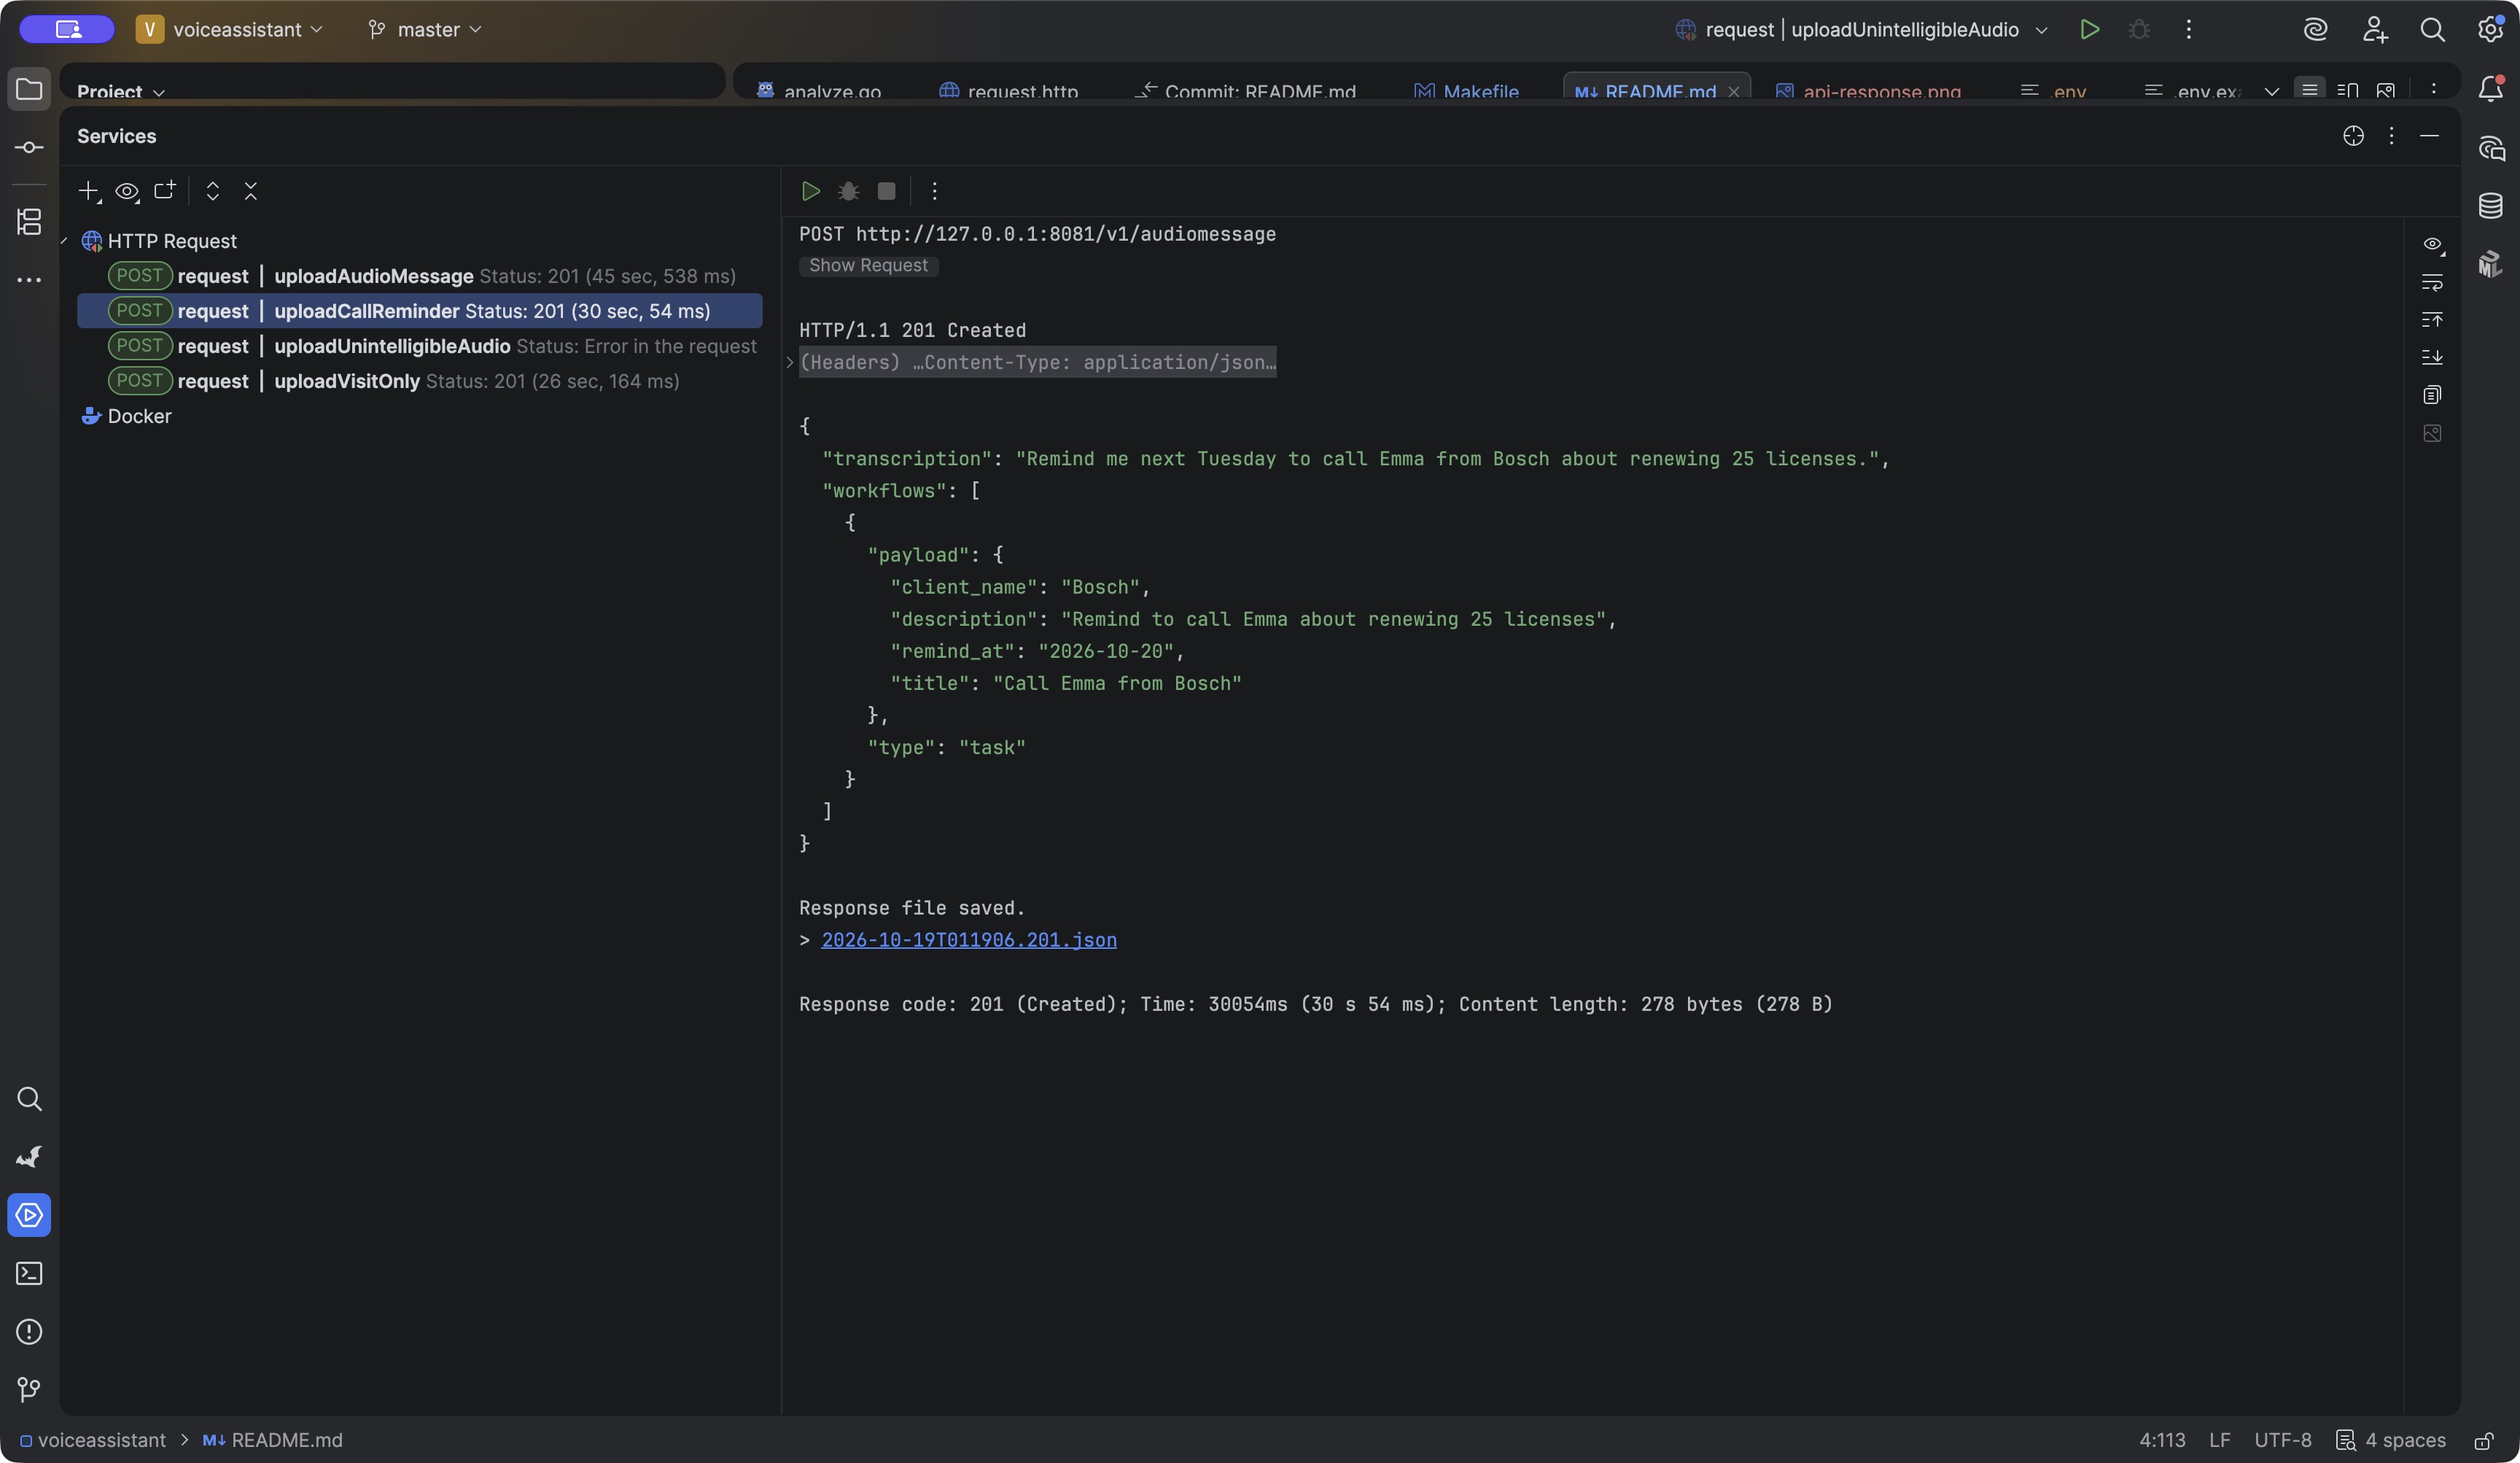 V voiceassistant master request | uploadUnintelligibleAudio
Project analyze.go request.http Commit: README.md Makefile M↓ README.md api-response.png .env .env.ex
Services
HTTP Request
POST request | uploadAudioMessage Status: 201 (45 sec, 538 ms)
POST request | uploadCallReminder Status: 201 (30 sec, 54 ms)
POST request | uploadUnintelligibleAudio Status: Error in the request
POST request | uploadVisitOnly Status: 201 (26 sec, 164 ms)
Docker
POST http://127.0.0.1:8081/v1/audiomessage
Show Request
HTTP/1.1 201 Created
(Headers) …Content-Type: application/json…
{
"transcription": "Remind me next Tuesday to call Emma from Bosch about renewing 25 licenses.",
"workflows": [
{
"payload": {
"client_name": "Bosch",
"description": "Remind to call Emma about renewing 25 licenses",
"remind_at": "2026-10-20",
"title": "Call Emma from Bosch"
},
"type": "task"
}
]
}
Response file saved.
> 2026-10-19T011906.201.json
Response code: 201 (Created); Time: 30054ms (30 s 54 ms); Content length: 278 bytes (278 B)
voiceassistant > M↓ README.md 4:113 LF UTF-8 4 spaces